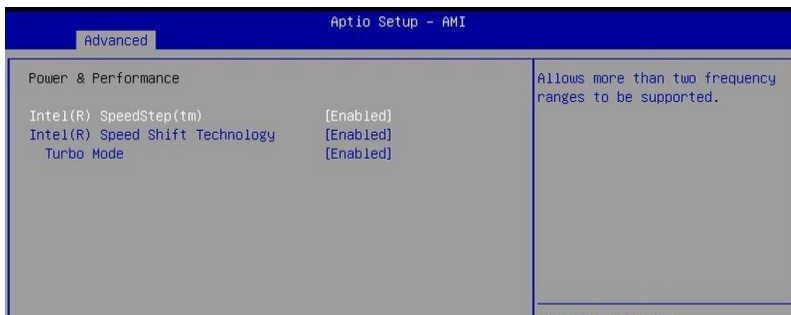 Aptio Setup - AMI
Advanced
Power & Performance
Intel(R) SpeedStep(tm) [Enabled]
Intel(R) Speed Shift Technology [Enabled]
Turbo Mode [Enabled]
Allows more than two frequency
ranges to be supported.